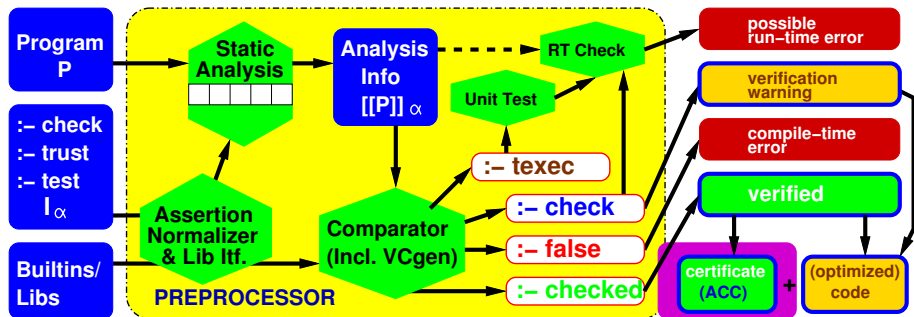 Program
P
:− check
:− trust
:− test
I α
Builtins/
Libs
Static
Analysis
Assertion
Normalizer
& Lib Itf.
PREPROCESSOR
Analysis
Info
[[P]] α
Comparator
(Incl. VCgen)
RT Check
Unit Test
:− texec
:− check
:− false
:− checked
possible
run−time error
verification
warning
compile−time
error
verified
certificate
(ACC)
+
(optimized)
code